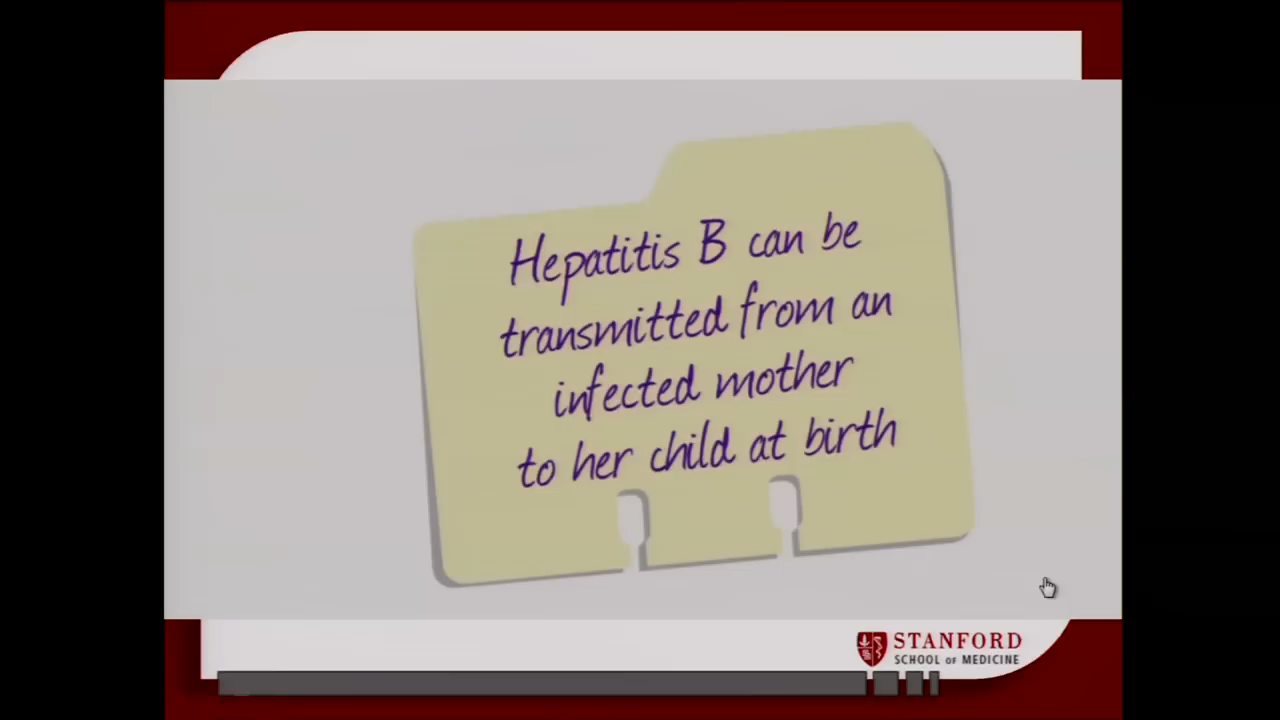 Hepatitis B can be
transmitted from an
infected mother
to her child at birth
STANFORD
SCHOOL OF MEDICINE